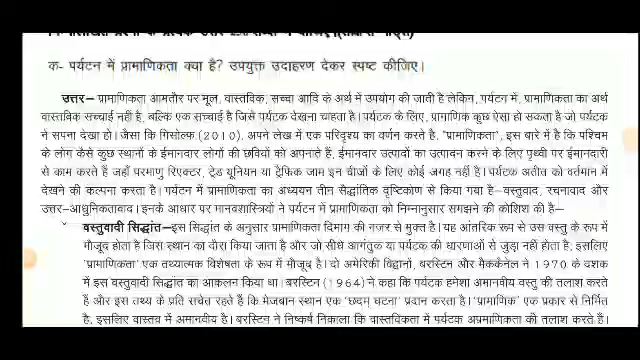 क- पर्यटन में प्रामाणिकता क्या है? उपयुक्त उदाहरण देकर स्पष्ट कीजिए।
उत्तर– प्रामाणिकता आमतौर पर मूल, वास्तविक, सच्चा आदि के अर्थ में उपयोग की जाती है लेकिन, पर्यटन में, प्रामाणिकता का अर्थ
वास्तविक सच्चाई नहीं है, बल्कि एक सच्चाई है जिसे पर्यटक देखना चाहता है। पर्यटक के लिए, प्रामाणिक कुछ ऐसा हो सकता है जो पर्यटक
ने सपना देखा हो। जैसा कि गिसोल्फ (2010), अपने लेख में एक परिदृश्य का वर्णन करते है, "प्रामाणिकता", इस बारे में है कि पश्चिम
के लोग कैसे कुछ स्थानों के ईमानदार लोगों की छवियों को अपनाते हैं, ईमानदार उत्पादों का उत्पादन करने के लिए पृथ्वी पर ईमानदारी
से काम करते हैं जहाँ परमाणु रिएक्टर, ट्रेड यूनियन या ट्रैफिक जाम इन चीजों के लिए कोई जगह नहीं है। पर्यटक अतीत को वर्तमान में
देखने की कल्पना करता है। पर्यटन में प्रामाणिकता का अध्ययन तीन सैद्धांतिक दृष्टिकोण से किया गया है–वस्तुवाद, रचनावाद और
उत्तर-आधुनिकतावाद। इनके आधार पर मानवशास्त्रियों ने पर्यटन में प्रामाणिकता को निम्नानुसार समझने की कोशिश की है–
वस्तुवादी सिद्धांत–इस सिद्धांत के अनुसार प्रामाणिकता दिमाग की नज़र से मुक्त है। यह आंतरिक रूप से उस वस्तु के रूप में
मौजूद होता है जिस स्थान का दौरा किया जाता है और जो सीधे आगंतुक या पर्यटक की धारणाओं से जुड़ा नहीं होता है; इसलिए
'प्रामाणिकता' एक तथ्यात्मक विशेषता के रूप में मौजूद है। दो अमेरिकी विद्वानों, बरस्टिन और मैककैनेल ने 1970 के दशक
में इस वस्तुवादी सिद्धांत का आकलन किया था। बरस्टिन (1964) ने कहा कि पर्यटक हमेशा अमानवीय वस्तु की तलाश करते
हैं और इस तथ्य के प्रति सचेत रहते हैं कि मेजबान स्थान एक 'छद्म घटना' प्रदान करता है। 'प्रामाणिक' एक प्रकार से निर्मित
है, इसलिए वास्तव में अमानवीय है। बरस्टिन ने निष्कर्ष निकाला कि वास्तविकता में पर्यटक अप्रमाणिकता की तलाश करते हैं।